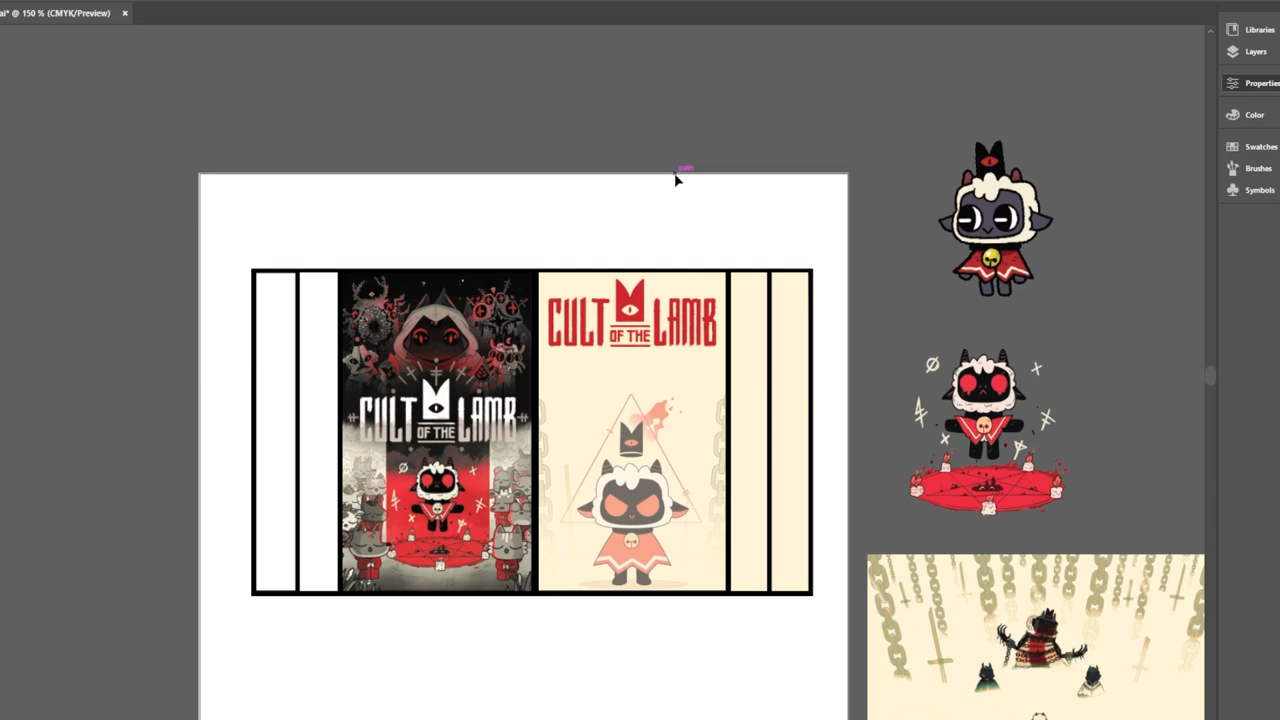 ai* @ 150 % (CMYK/Preview) ×
Libraries
Layers
Properties
Color
Swatches
Brushes
Symbols
CULT OF THE LAMB
CULT OF THE LAMB